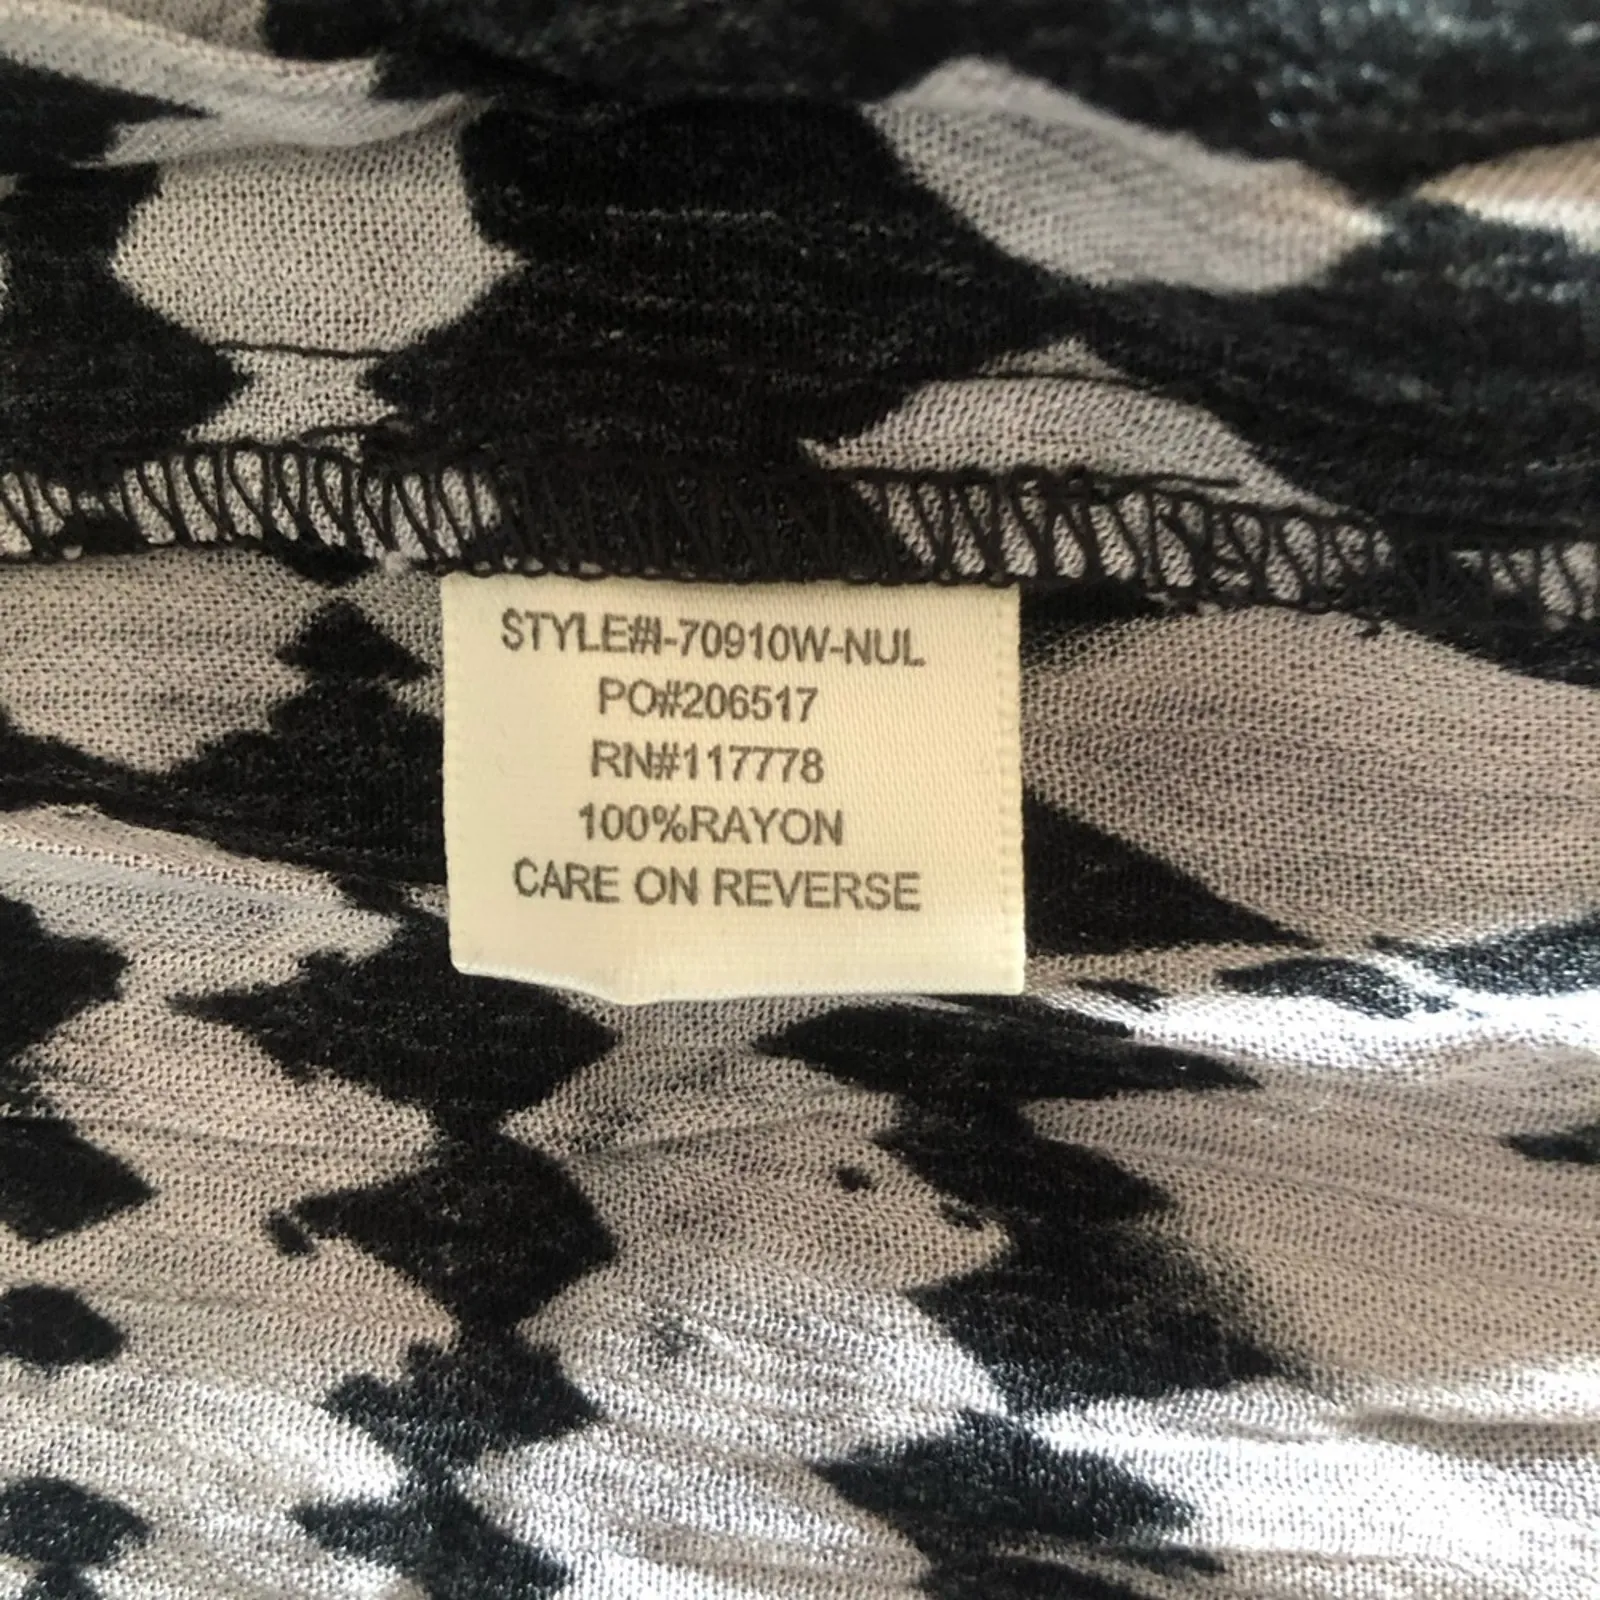 STYLE#I-70910W-NUL
PO#206517
RN#117778
100%RAYON
CARE ON REVERSE